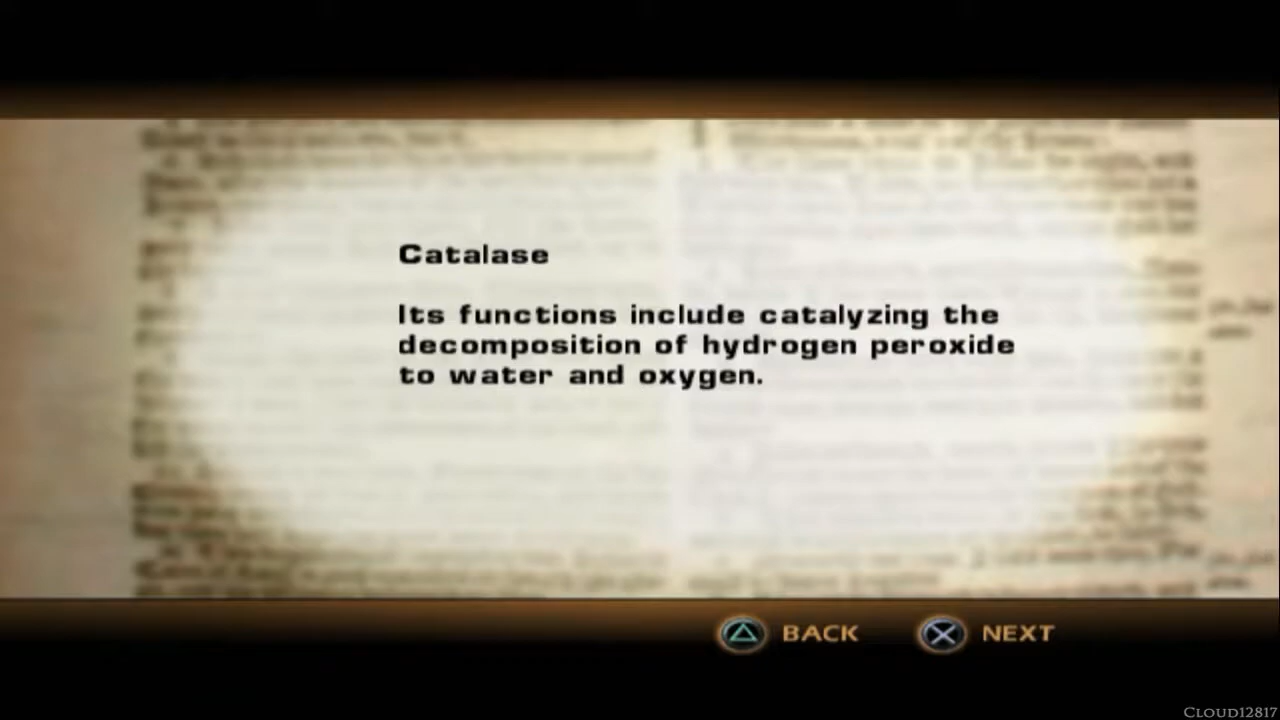 Catalase
Its functions include catalyzing the
decomposition of hydrogen peroxide
to water and oxygen.
BACK
NEXT
CLOUD12817